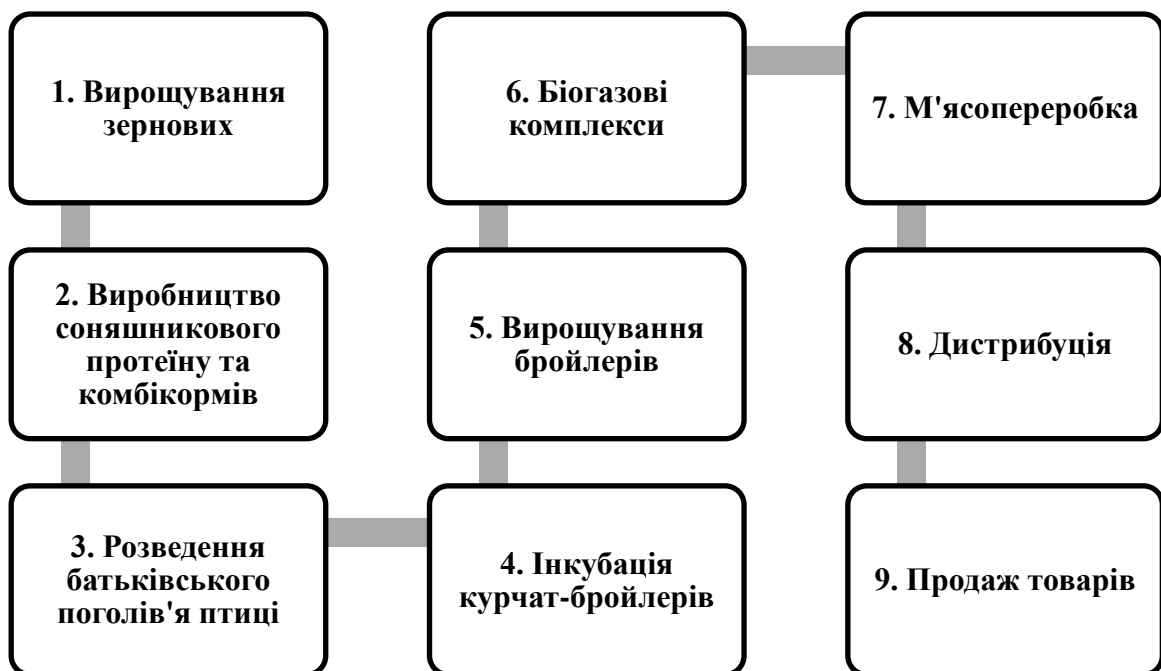 1. Вирощування
зернових
2. Виробництво
соняшникового
протеїну та
комбікормів
3. Розведення
батьківського
поголів'я птиці
4. Інкубація
курчат-бройлерів
5. Вирощування
бройлерів
6. Біогазові
комплекси
7. М'ясопереробка
8. Дистрибуція
9. Продаж товарів